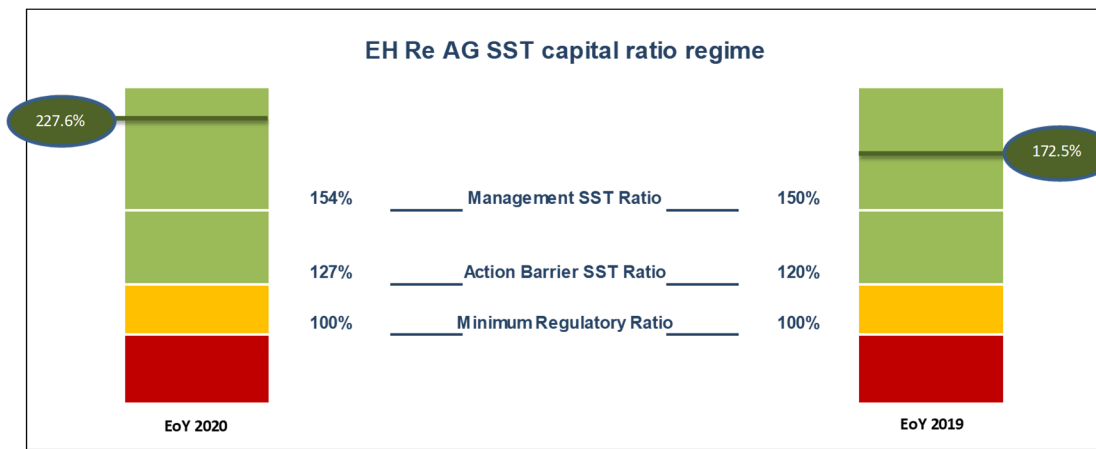 EH Re AG SST capital ratio regime
227.6%
172.5%
154% Management SST Ratio 150%
127% Action Barrier SST Ratio 120%
100% Minimum Regulatory Ratio 100%
EoY 2020 EoY 2019